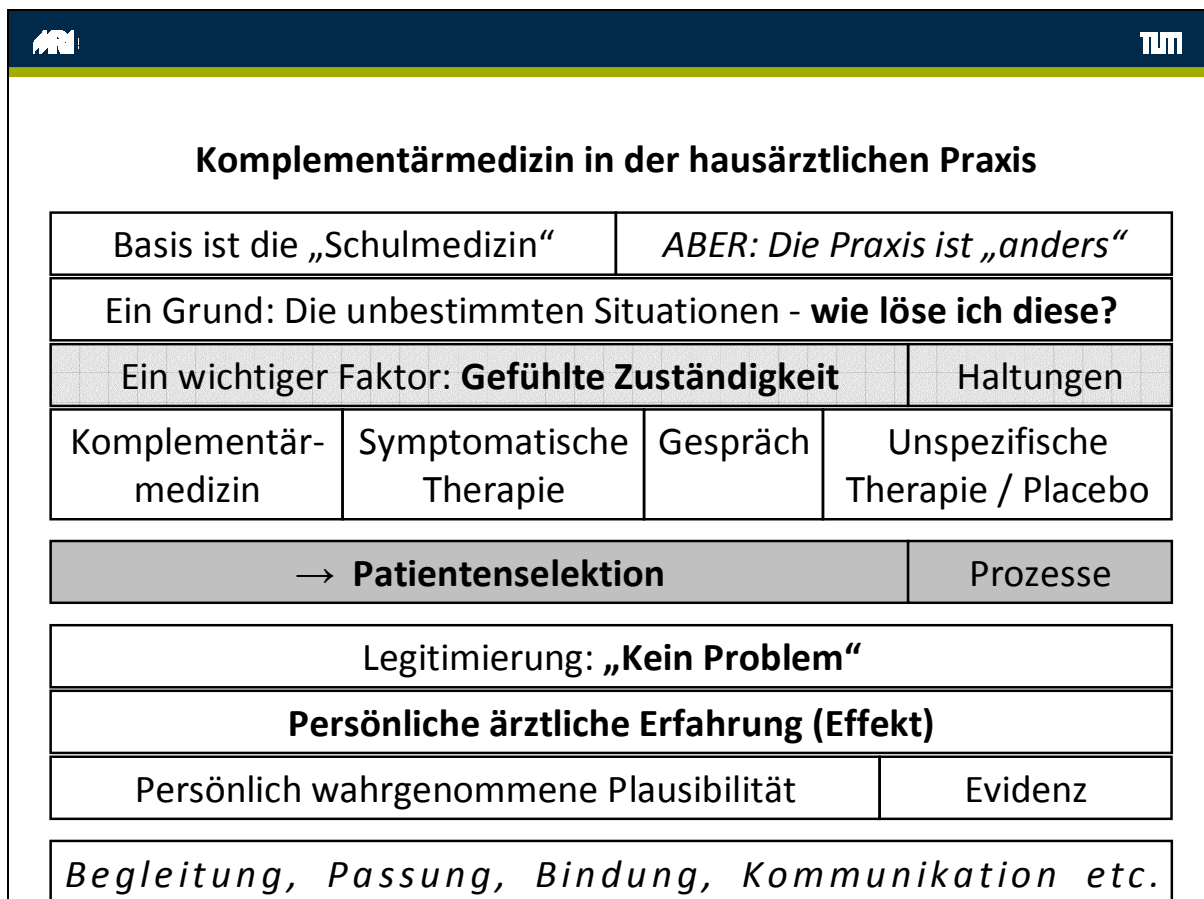 MRI
TUM
Komplementärmedizin in der hausärztlichen Praxis
Basis ist die „Schulmedizin“
ABER: Die Praxis ist „anders“
Ein Grund: Die unbestimmten Situationen - wie löse ich diese?
Ein wichtiger Faktor: Gefühlte Zuständigkeit
Haltungen
Komplementär-
medizin
Symptomatische
Therapie
Gespräch
Unspezifische
Therapie / Placebo
→ Patientenselektion
Prozesse
Legitimierung: „Kein Problem“
Persönliche ärztliche Erfahrung (Effekt)
Persönlich wahrgenommene Plausibilität
Evidenz
Begleitung, Passung, Bindung, Kommunikation etc.